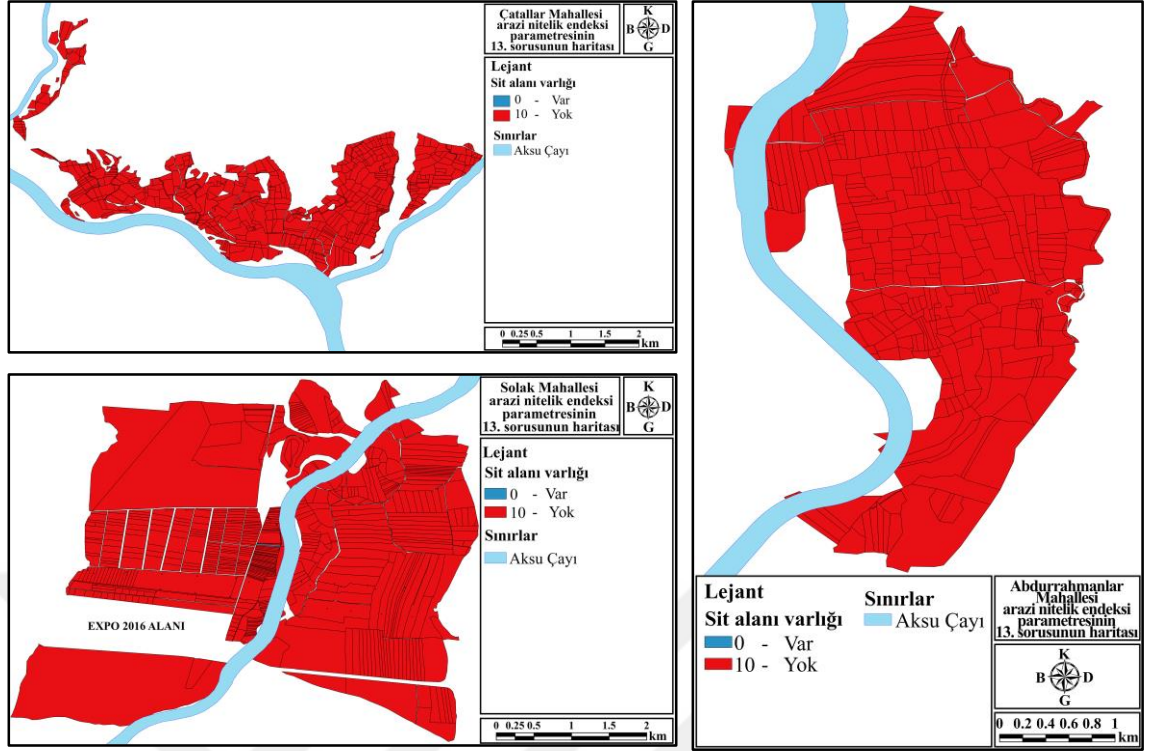 Çatallar Mahallesi
arazi nitelik endeksi
parametresinin
13. sorusunun haritası
K
B D
G
Lejant
Sit alanı varlığı
0 - Var
10 - Yok
Sınırlar
Aksu Çayı
0 0.25 0.5 1 1.5 2
km
Solak Mahallesi
arazi nitelik endeksi
parametresinin
13. sorusunun haritası
K
B D
G
Lejant
Sit alanı varlığı
0 - Var
10 - Yok
Sınırlar
Aksu Çayı
EXPO 2016 ALANI
0 0.25 0.5 1 1.5 2
km
Lejant
Sit alanı varlığı
0 - Var
10 - Yok
Sınırlar
Aksu Çayı
Abdurrahmanlar
Mahallesi
arazi nitelik endeksi
parametresinin
13. sorusunun haritası
K
B D
G
0 0.2 0.4 0.6 0.8 1
km